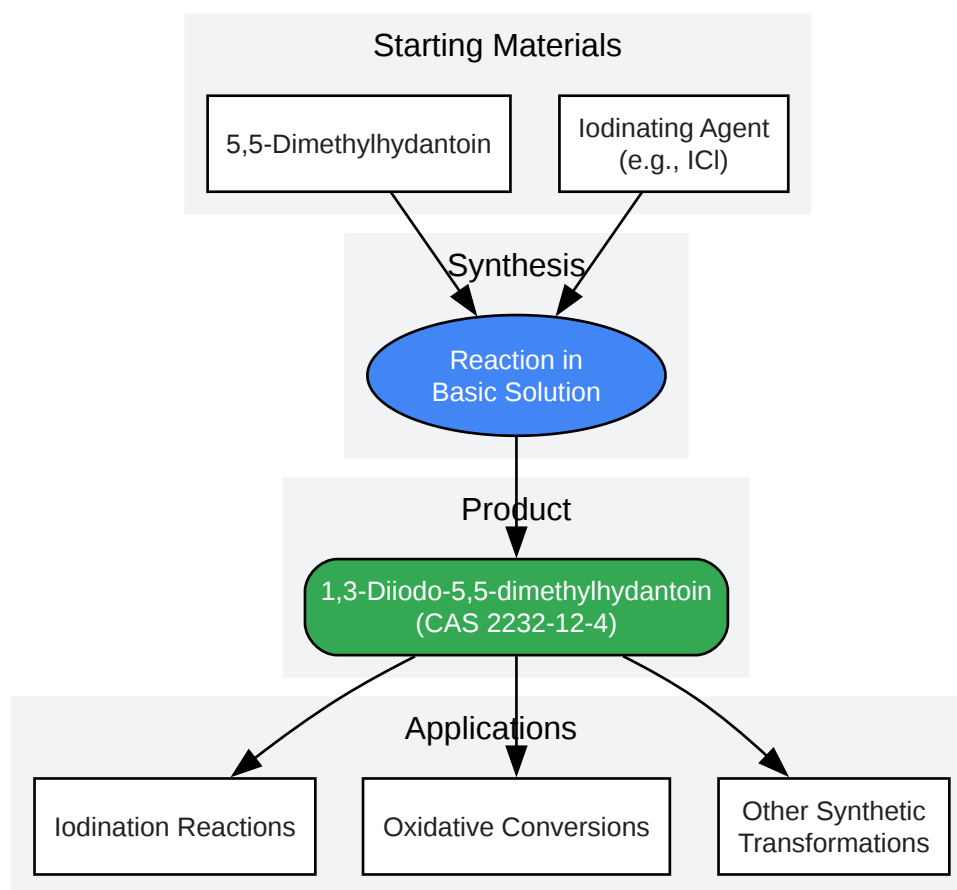 Starting Materials
5,5-Dimethylhydantoin
Iodinating Agent
(e.g., ICl)
Synthesis
Reaction in
Basic Solution
Product
1,3-Diiodo-5,5-dimethylhydantoin
(CAS 2232-12-4)
Applications
Iodination Reactions
Oxidative Conversions
Other Synthetic
Transformations